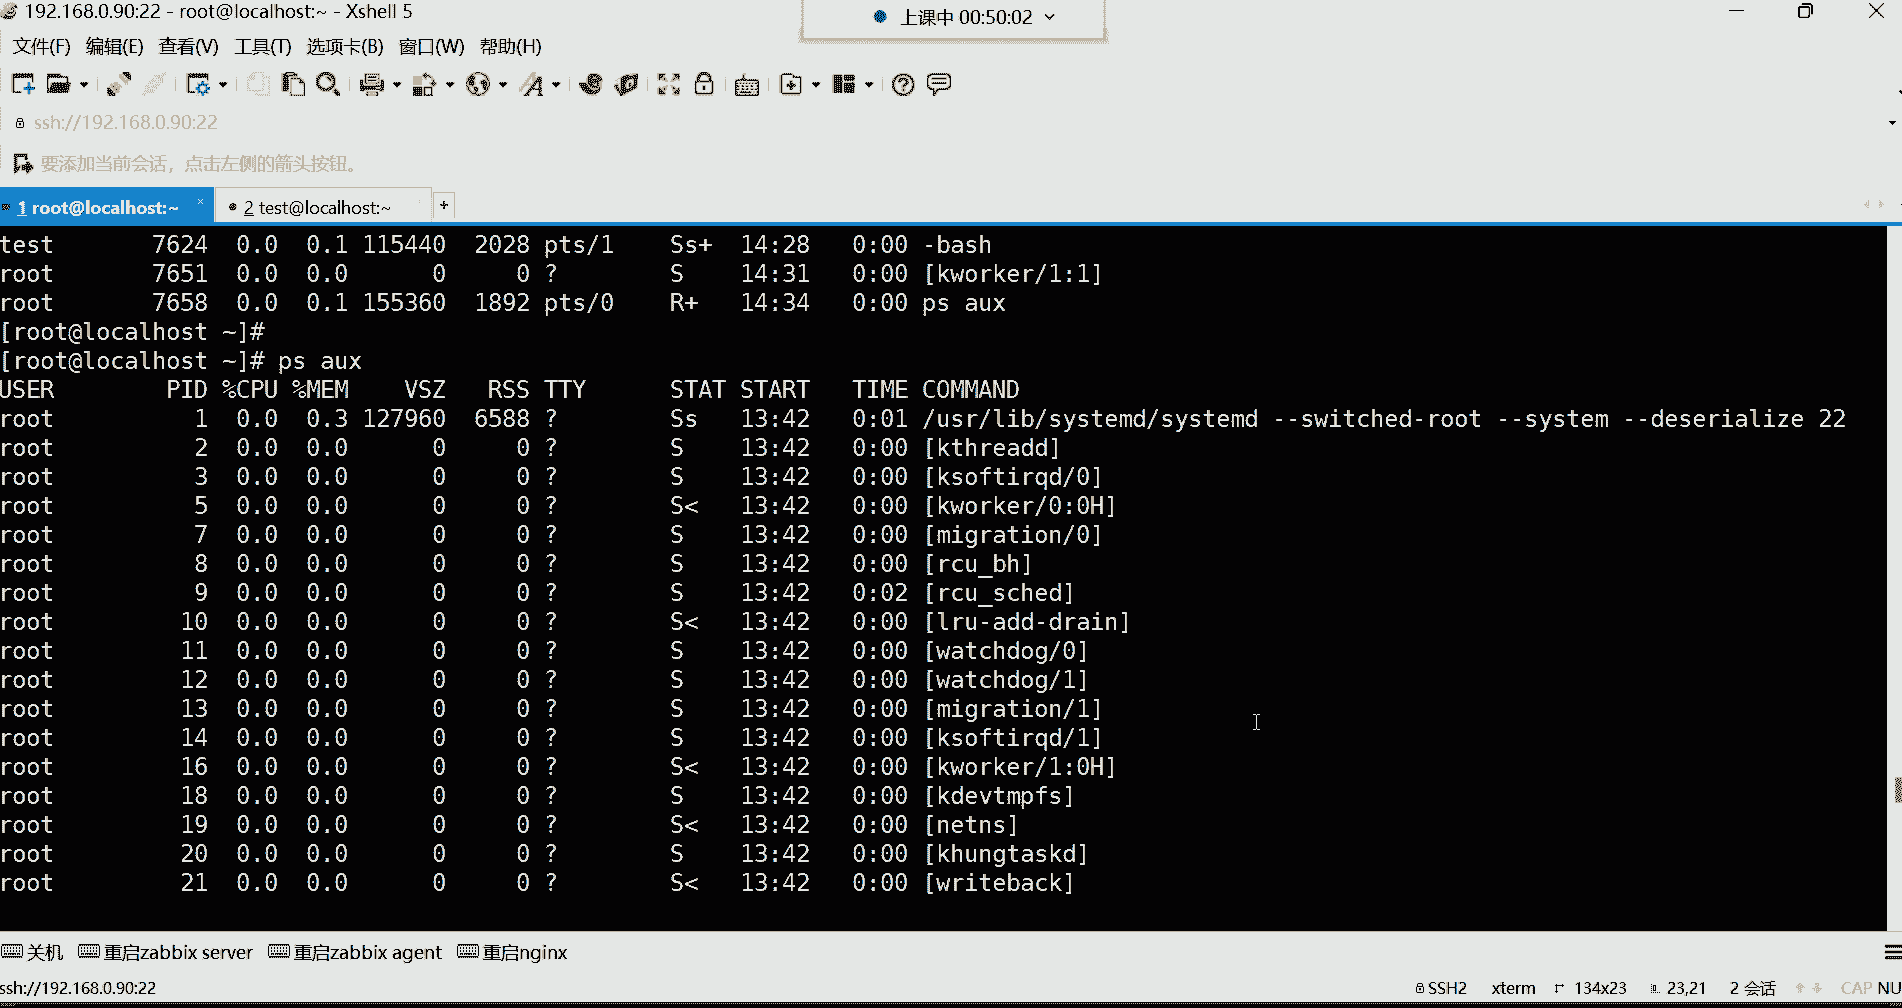 192.168.0.90:22 - root@localhost:~ - Xshell 5
上课中 00:50:02
文件(F) 编辑(E) 查看(V) 工具(T) 选项卡(B) 窗口(W) 帮助(H)
ssh://192.168.0.90:22
要添加当前会话，点击左侧的箭头按钮。
1 root@localhost:~ × 2 test@localhost:~ +
test 7624 0.0 0.1 115440 2028 pts/1 Ss+ 14:28 0:00 -bash
root 7651 0.0 0.0 0 0 ? S 14:31 0:00 [kworker/1:1]
root 7658 0.0 0.1 155360 1892 pts/0 R+ 14:34 0:00 ps aux
[root@localhost ~]#
[root@localhost ~]# ps aux
USER PID %CPU %MEM VSZ RSS TTY STAT START TIME COMMAND
root 1 0.0 0.3 127960 6588 ? Ss 13:42 0:01 /usr/lib/systemd/systemd --switched-root --system --deserialize 22
root 2 0.0 0.0 0 0 ? S 13:42 0:00 [kthreadd]
root 3 0.0 0.0 0 0 ? S 13:42 0:00 [ksoftirqd/0]
root 5 0.0 0.0 0 0 ? S< 13:42 0:00 [kworker/0:0H]
root 7 0.0 0.0 0 0 ? S 13:42 0:00 [migration/0]
root 8 0.0 0.0 0 0 ? S 13:42 0:00 [rcu_bh]
root 9 0.0 0.0 0 0 ? S 13:42 0:02 [rcu_sched]
root 10 0.0 0.0 0 0 ? S< 13:42 0:00 [lru-add-drain]
root 11 0.0 0.0 0 0 ? S 13:42 0:00 [watchdog/0]
root 12 0.0 0.0 0 0 ? S 13:42 0:00 [watchdog/1]
root 13 0.0 0.0 0 0 ? S 13:42 0:00 [migration/1]
root 14 0.0 0.0 0 0 ? S 13:42 0:00 [ksoftirqd/1]
root 16 0.0 0.0 0 0 ? S< 13:42 0:00 [kworker/1:0H]
root 18 0.0 0.0 0 0 ? S 13:42 0:00 [kdevtmpfs]
root 19 0.0 0.0 0 0 ? S< 13:42 0:00 [netns]
root 20 0.0 0.0 0 0 ? S 13:42 0:00 [khungtaskd]
root 21 0.0 0.0 0 0 ? S< 13:42 0:00 [writeback]
关机 重启zabbix server 重启zabbix agent 重启nginx
ssh://192.168.0.90:22 SSH2 xterm 134x23 23,21 2 会话 CAP NU